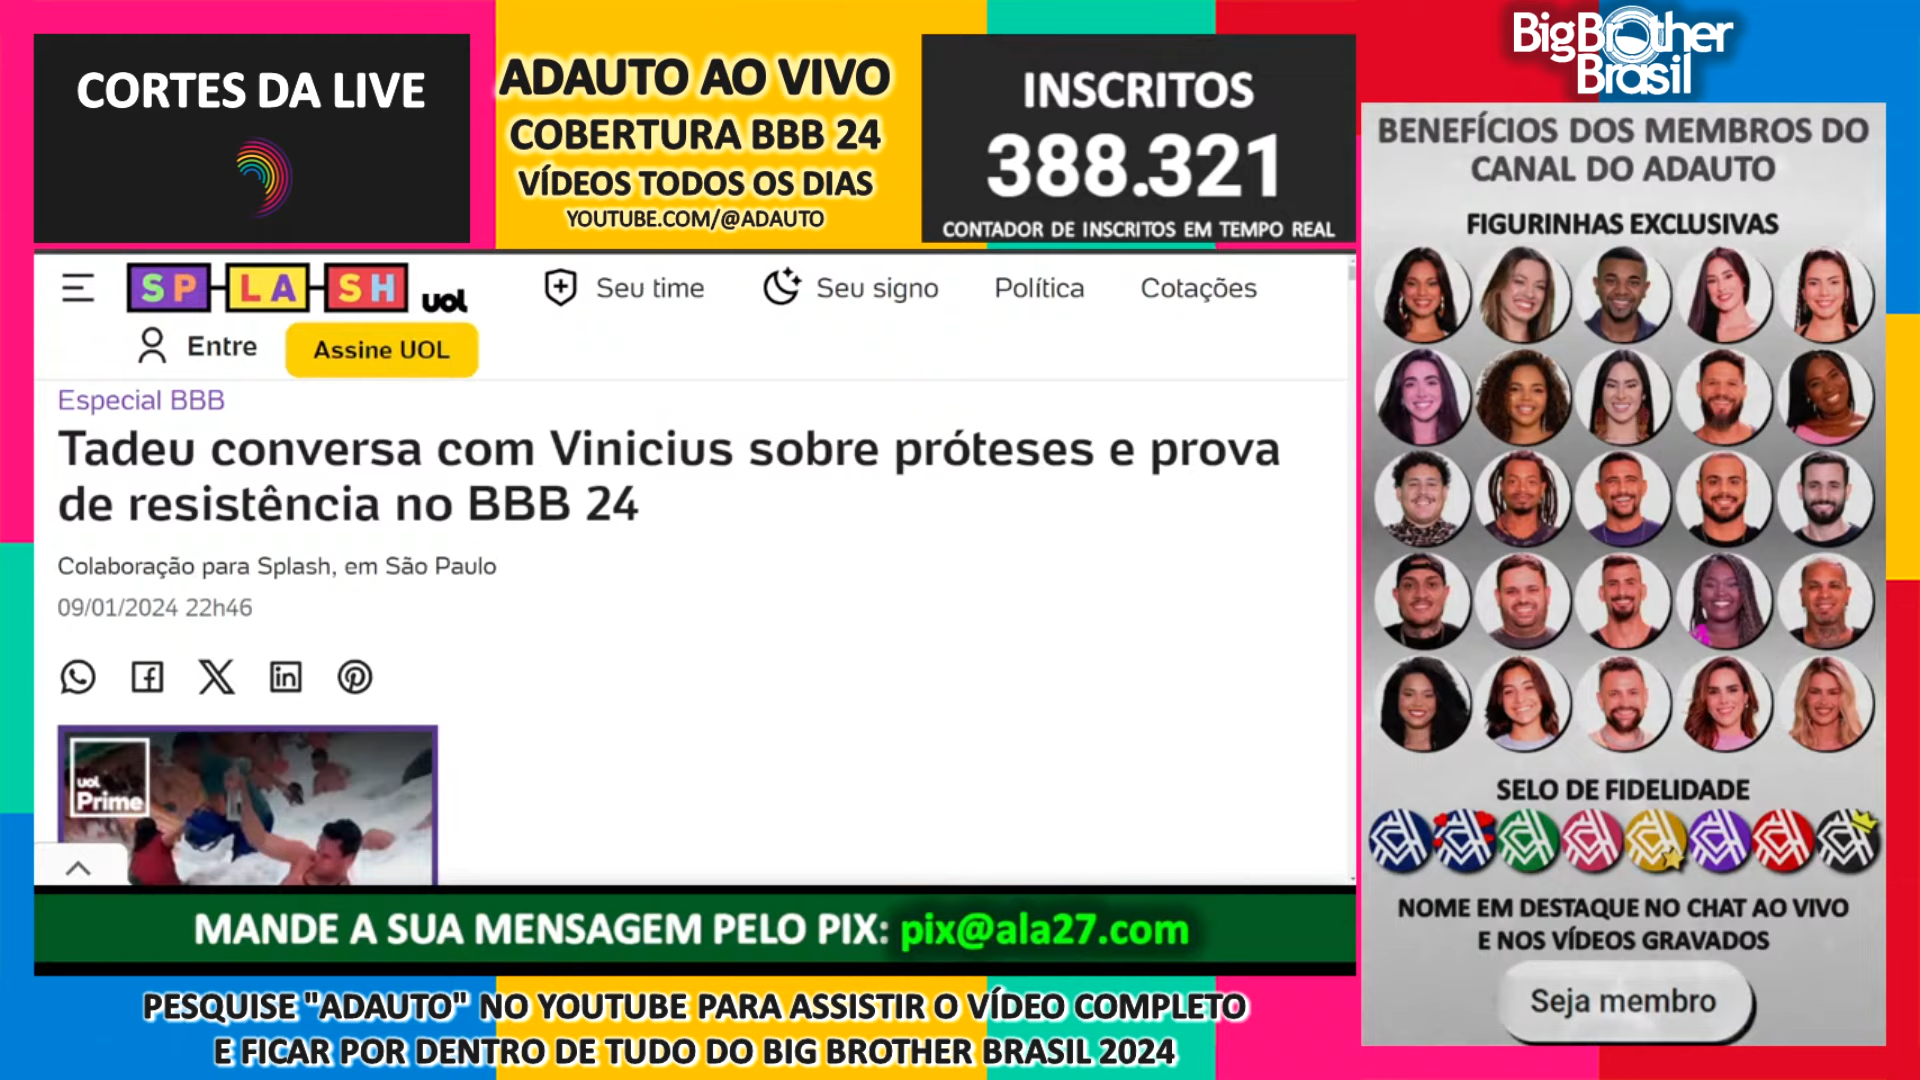 CORTES DA LIVE
ADAUTO AO VIVO
COBERTURA BBB 24
VÍDEOS TODOS OS DIAS
YOUTUBE.COM/@ADAUTO
INSCRITOS
388.321
CONTADOR DE INSCRITOS EM TEMPO REAL
BigBrother
Brasil
BENEFÍCIOS DOS MEMBROS DO
CANAL DO ADAUTO
FIGURINHAS EXCLUSIVAS
SPLASH uol
Seu time
Seu signo
Política
Cotações
Entre
Assine UOL
Especial BBB
Tadeu conversa com Vinicius sobre próteses e prova
de resistência no BBB 24
Colaboração para Splash, em São Paulo
09/01/2024 22h46
uol
Prime
SELO DE FIDELIDADE
NOME EM DESTAQUE NO CHAT AO VIVO
E NOS VÍDEOS GRAVADOS
Seja membro
MANDE A SUA MENSAGEM PELO PIX: pix@ala27.com
PESQUISE "ADAUTO" NO YOUTUBE PARA ASSISTIR O VÍDEO COMPLETO
E FICAR POR DENTRO DE TUDO DO BIG BROTHER BRASIL 2024